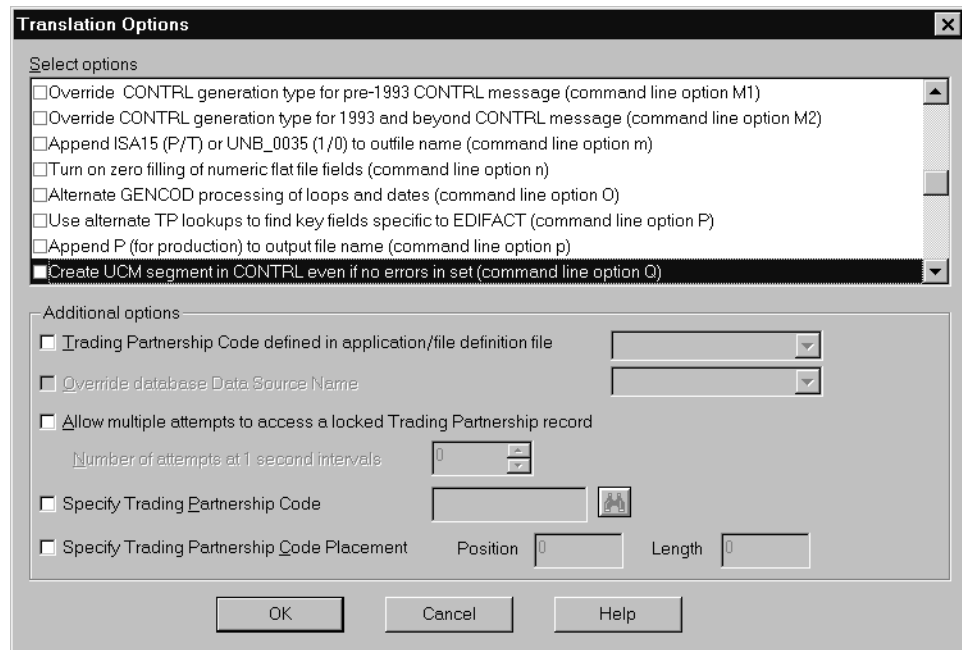 Translation Options
Select options
Override CONTRL generation type for pre-1993 CONTRL message (command line option M1)
Override CONTRL generation type for 1993 and beyond CONTRL message (command line option M2)
Append ISA15 (P/T) or UNB_0035 (1/0) to outfile name (command line option m)
Turn on zero filling of numeric flat file fields (command line option n)
Alternate GENCOD processing of loops and dates (command line option O)
Use alternate TP lookups to find key fields specific to EDIFACT (command line option P)
Append P (for production) to output file name (command line option p)
Create UCM segment in CONTRL even if no errors in set (command line option Q)
Additional options
Trading Partnership Code defined in application/file definition file
Override database Data Source Name
Allow multiple attempts to access a locked Trading Partnership record
Number of attempts at 1 second intervals 0
Specify Trading Partnership Code
Specify Trading Partnership Code Placement Position 0 Length 0
OK Cancel Help